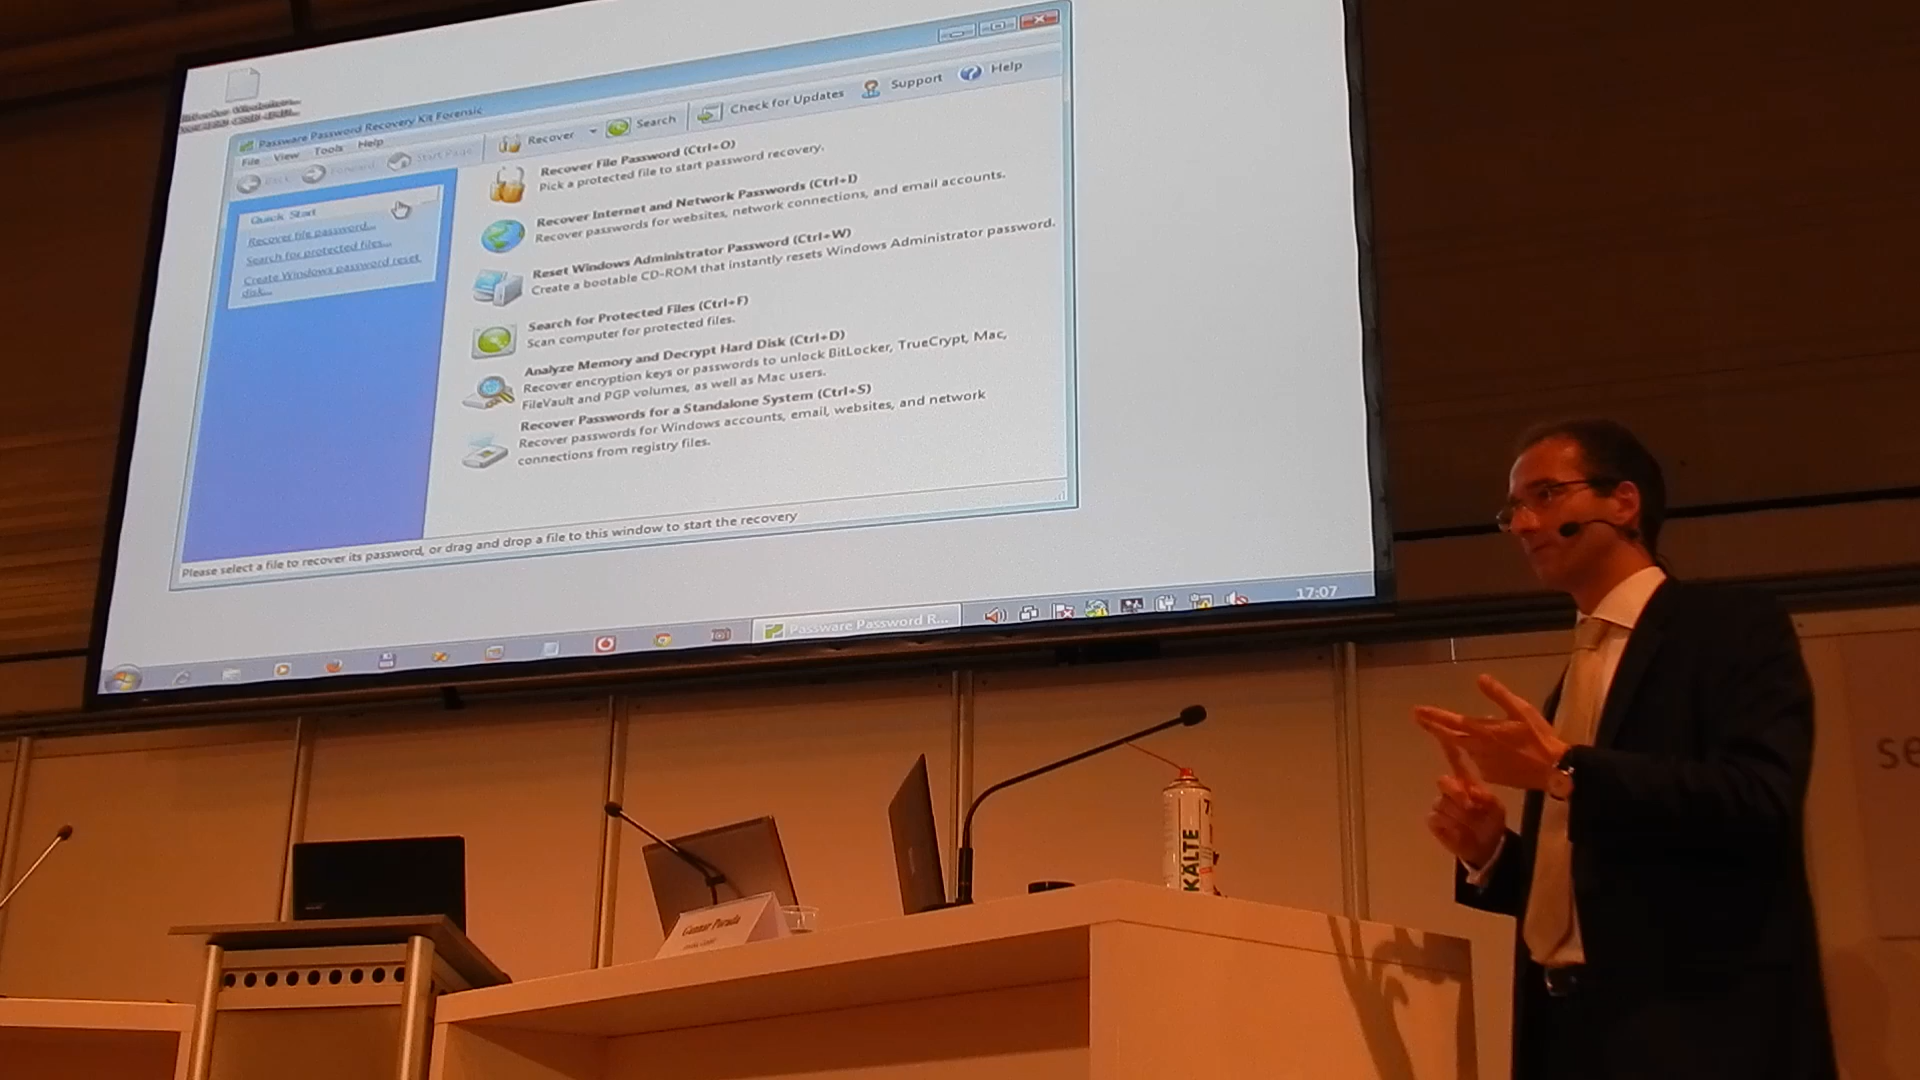 Passware Password Recovery Kit Forensic
File View Tools Help
Back Forward Start Page Recover Search Check for Updates Support Help
Quick Start
Recover file password...
Search for protected files...
Create Windows password reset
disk...
Recover File Password (Ctrl+O)
Pick a protected file to start password recovery.
Recover Internet and Network Passwords (Ctrl+I)
Recover passwords for websites, network connections, and email accounts.
Reset Windows Administrator Password (Ctrl+W)
Create a bootable CD-ROM that instantly resets Windows Administrator password.
Search for Protected Files (Ctrl+F)
Scan computer for protected files.
Analyze Memory and Decrypt Hard Disk (Ctrl+D)
Recover encryption keys or passwords to unlock BitLocker, TrueCrypt, Mac,
FileVault and PGP volumes, as well as Mac users.
Recover Passwords for a Standalone System (Ctrl+S)
Recover passwords for Windows accounts, email, websites, and network
connections from registry files.
Please select a file to recover its password, or drag and drop a file to this window to start the recovery
Passware Password R...
17:07
se
KÄLTE
Gunnar Porada